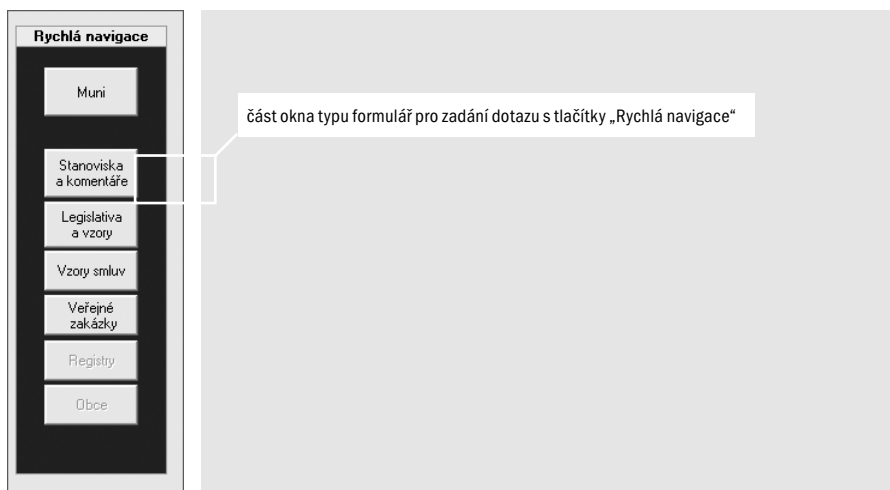 Rychlá navigace
Muni
část okna typu formulář pro zadání dotazu s tlačítky „Rychlá navigace“
Stanoviska
a komentáře
Legislativa
a vzory
Vzory smluv
Veřejné
zakázky
Registry
Obce